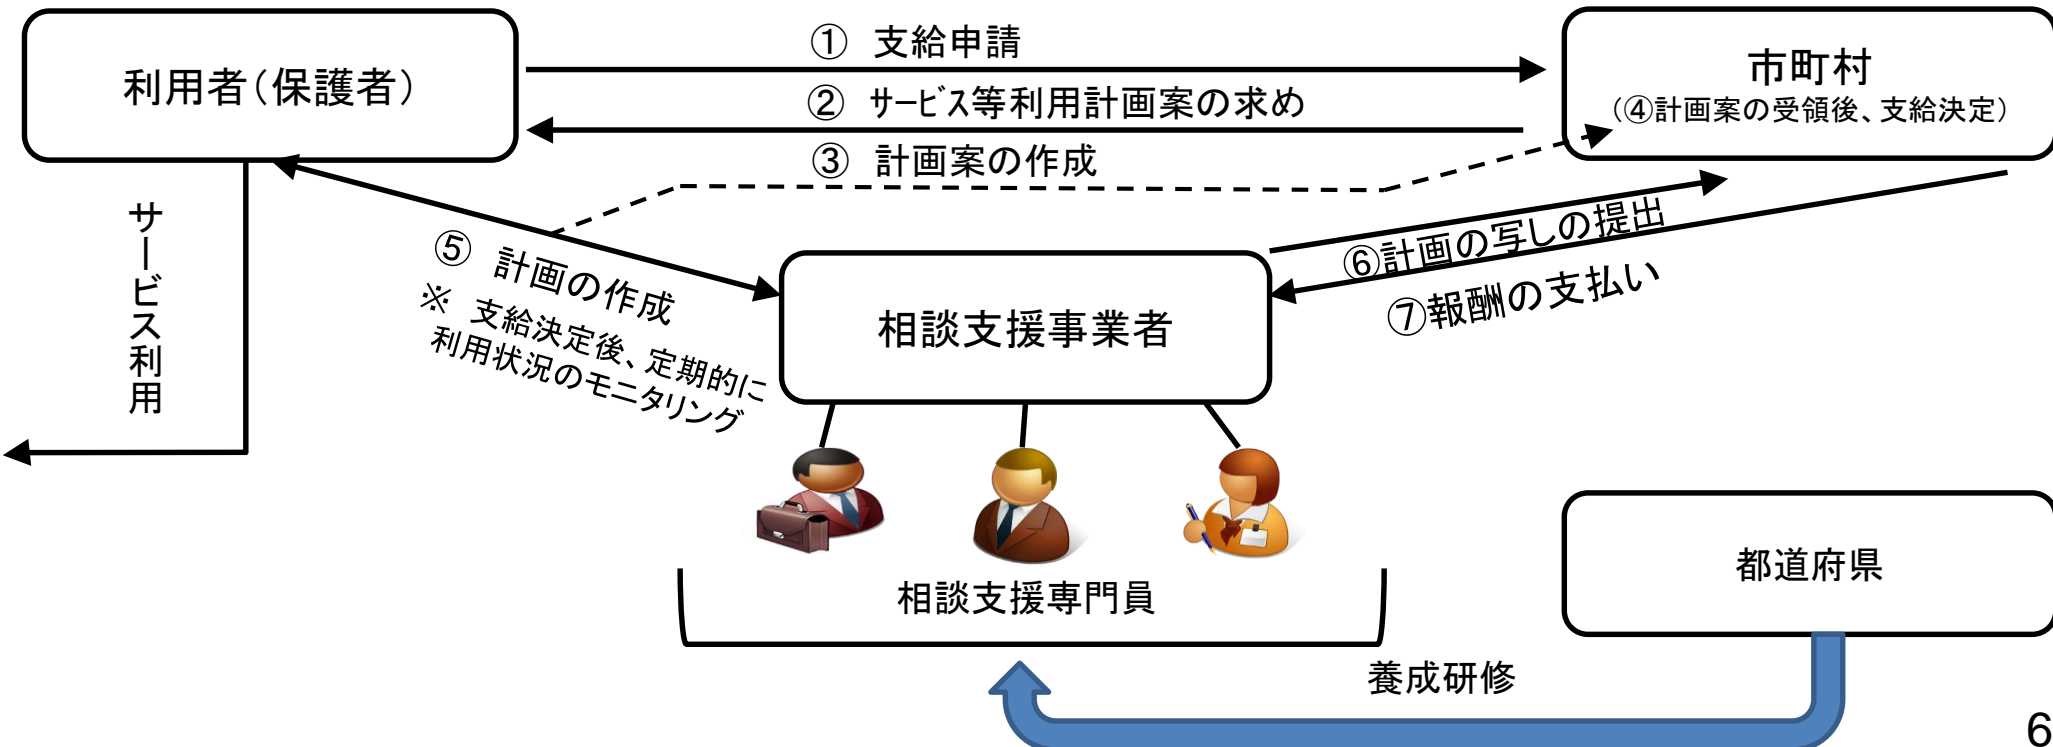 利用者（保護者）
① 支給申請
② サービス等利用計画案の求め
③ 計画案の作成
市町村
（④計画案の受領後、支給決定）
サービス利用
⑤ 計画の作成
※ 支給決定後、定期的に
利用状況のモニタリング
相談支援事業者
⑥計画の写しの提出
⑦報酬の支払い
相談支援専門員
都道府県
養成研修
6